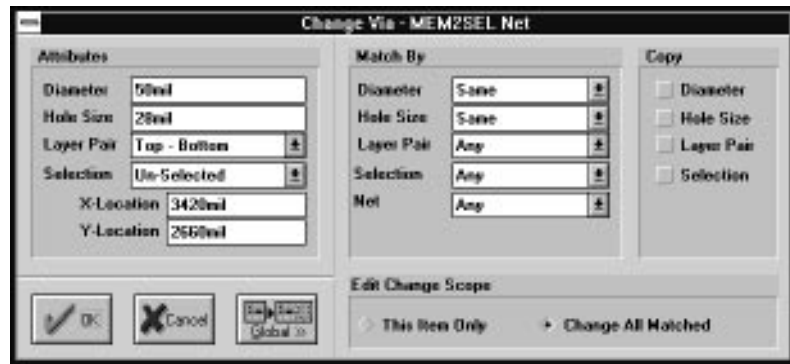 Change Via - MEM2SEL Net
Attributes
Diameter 50mil
Hole Size 28mil
Layer Pair Top - Bottom
Selection Un-Selected
X-Location 3420mil
Y-Location 2660mil
Match By
Diameter Same
Hole Size Same
Layer Pair Any
Selection Any
Net Any
Copy
Diameter
Hole Size
Layer Pair
Selection
OK
Cancel
Global >>
Edit Change Scope
This Item Only
Change All Matched